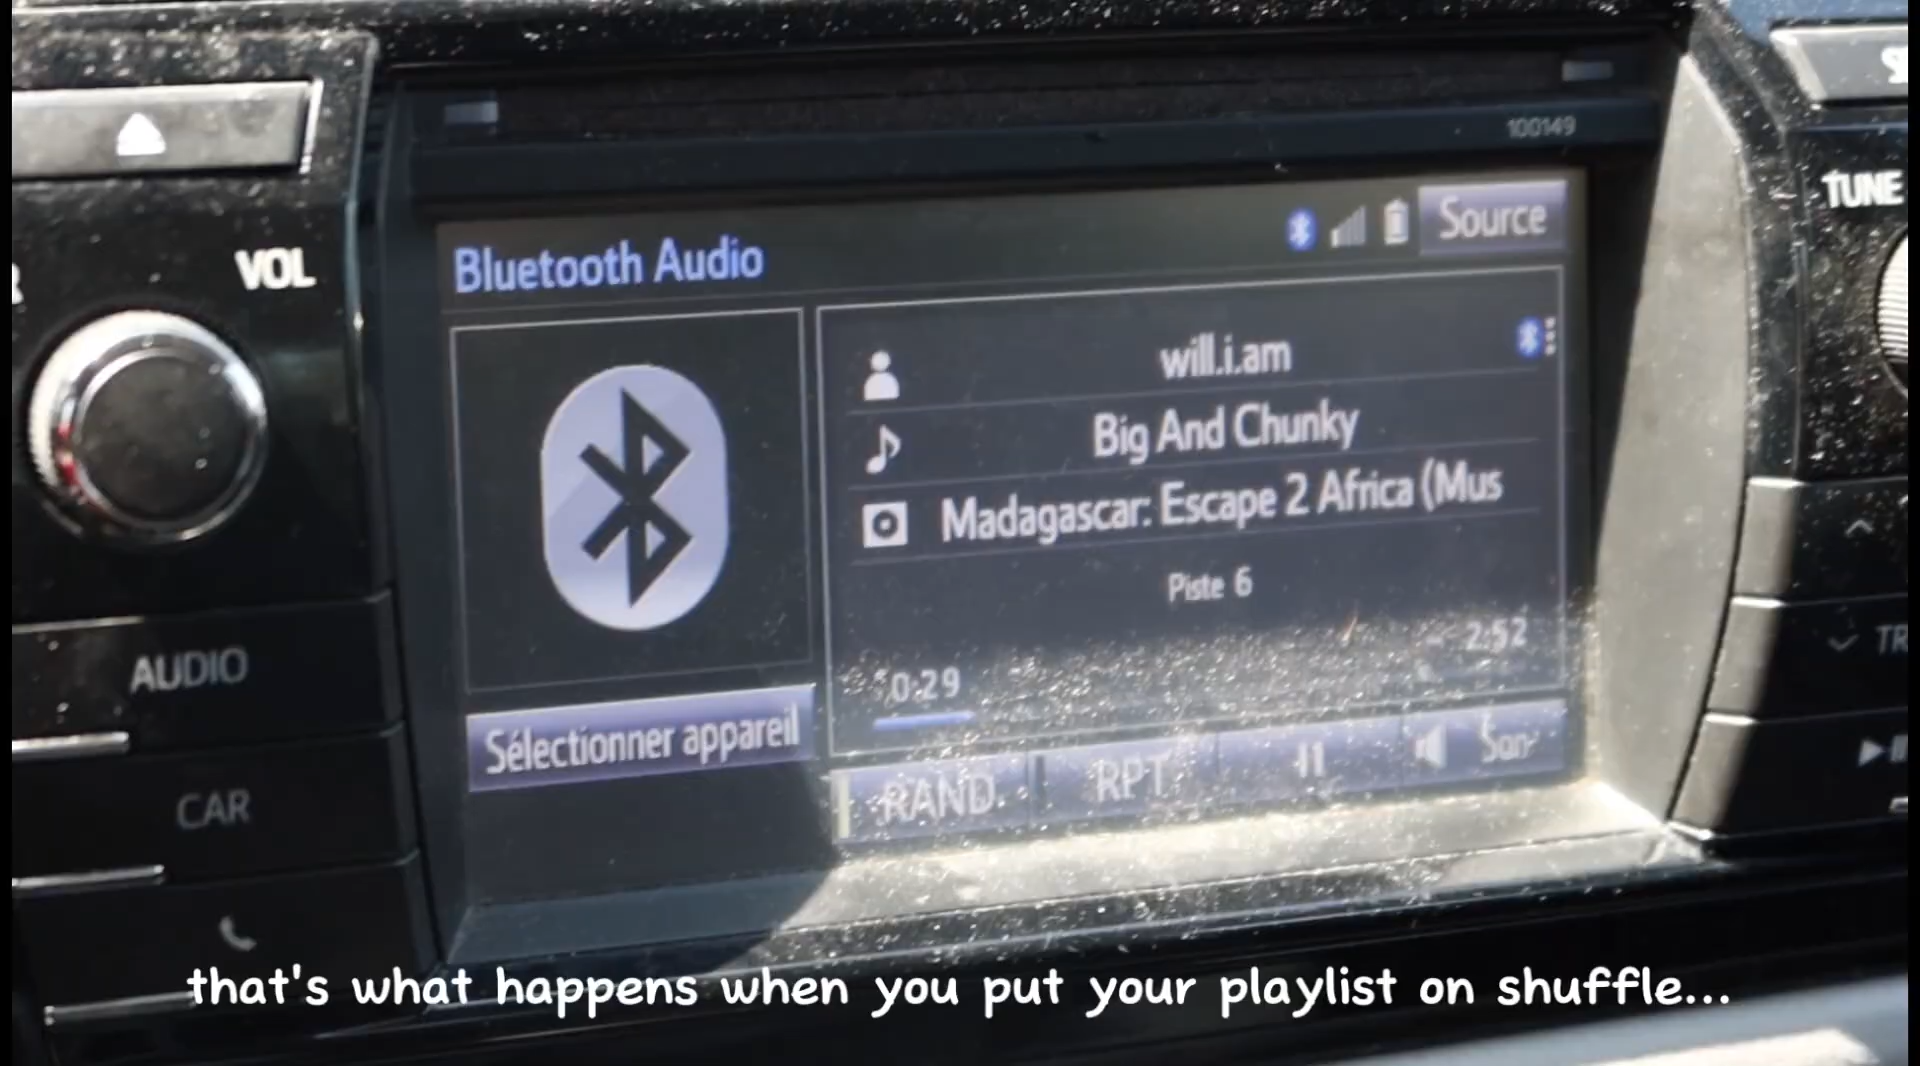 100149
VOL
TUNE
Bluetooth Audio
Source
will.i.am
Big And Chunky
Madagascar: Escape 2 Africa (Mus
Piste 6
0:29
2:52
AUDIO
Sélectionner appareil
RAND
RPT
Son
CAR
that's what happens when you put your playlist on shuffle...